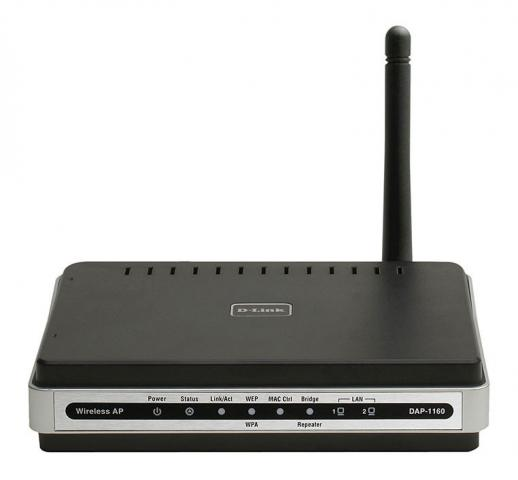 D-Link
Power Status Link/Act WEP MAC Ctrl Bridge LAN
Wireless AP 1 2 DAP-1160
WPA Repeater